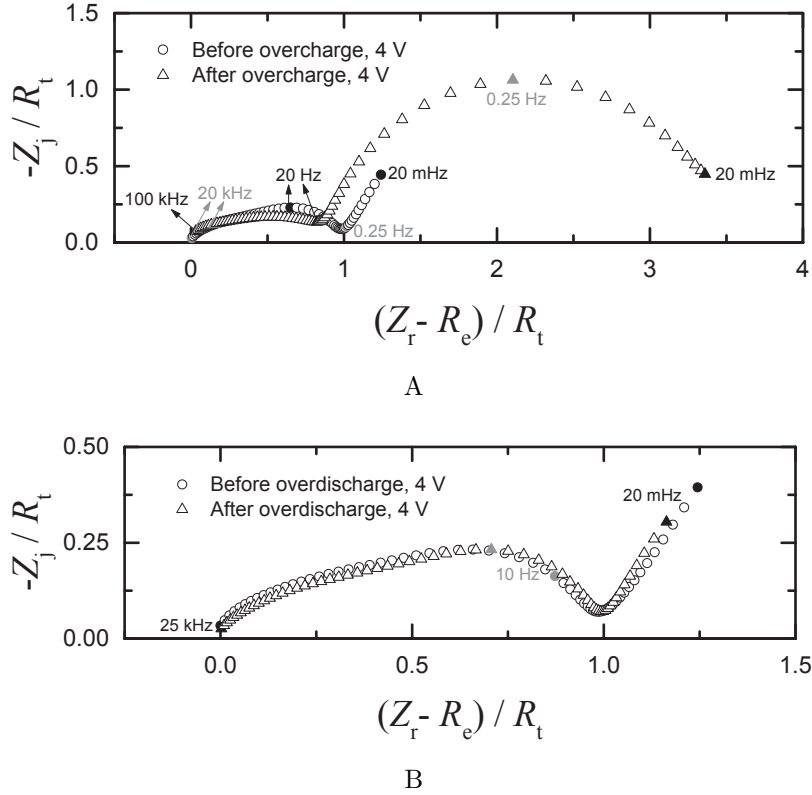 -Z_j / R_t
1.5
1.0
0.5
0.0
Before overcharge, 4 V
After overcharge, 4 V
0.25 Hz
20 Hz
20 kHz
100 kHz
20 mHz
20 mHz
0.25 Hz
0 1 2 3 4
(Z_r - R_e) / R_t
A
-Z_j / R_t
0.50
0.25
0.00
Before overdischarge, 4 V
After overdischarge, 4 V
20 mHz
10 Hz
25 kHz
0.0 0.5 1.0 1.5
(Z_r - R_e) / R_t
B